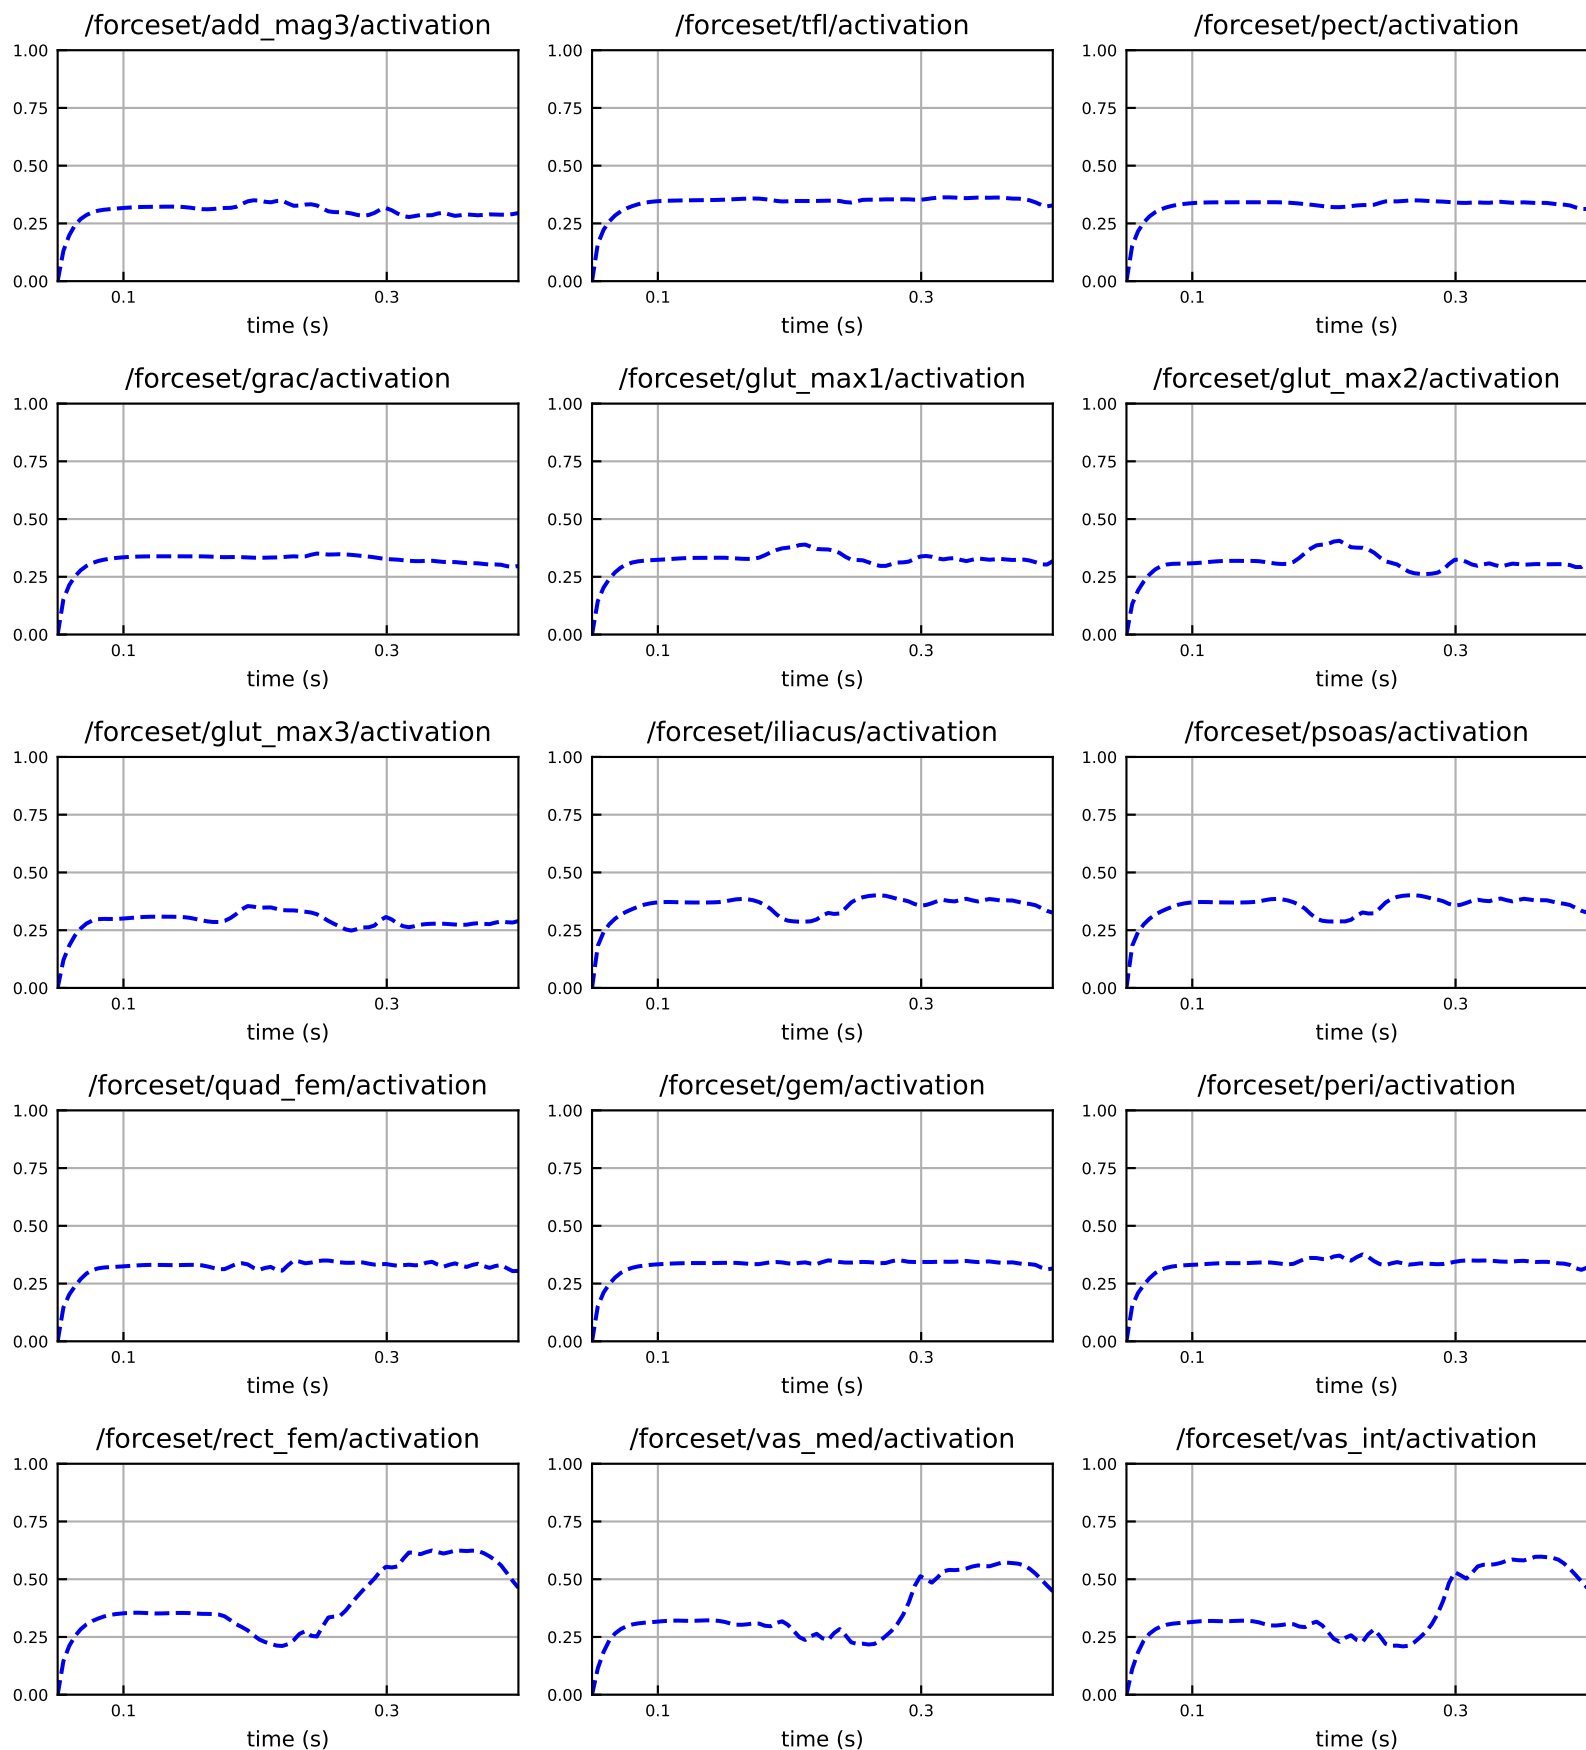 /forceset/add_mag3/activation /forceset/tfl/activation /forceset/pect/activation
1.00 1.00 1.00
0.75 0.75 0.75
0.50 0.50 0.50
0.25 0.25 0.25
0.00 0.00 0.00
0.1 0.3 0.1 0.3 0.1 0.3
time (s) time (s) time (s)
/forceset/grac/activation /forceset/glut_max1/activation /forceset/glut_max2/activation
1.00 1.00 1.00
0.75 0.75 0.75
0.50 0.50 0.50
0.25 0.25 0.25
0.00 0.00 0.00
0.1 0.3 0.1 0.3 0.1 0.3
time (s) time (s) time (s)
/forceset/glut_max3/activation /forceset/iliacus/activation /forceset/psoas/activation
1.00 1.00 1.00
0.75 0.75 0.75
0.50 0.50 0.50
0.25 0.25 0.25
0.00 0.00 0.00
0.1 0.3 0.1 0.3 0.1 0.3
time (s) time (s) time (s)
/forceset/quad_fem/activation /forceset/gem/activation /forceset/peri/activation
1.00 1.00 1.00
0.75 0.75 0.75
0.50 0.50 0.50
0.25 0.25 0.25
0.00 0.00 0.00
0.1 0.3 0.1 0.3 0.1 0.3
time (s) time (s) time (s)
/forceset/rect_fem/activation /forceset/vas_med/activation /forceset/vas_int/activation
1.00 1.00 1.00
0.75 0.75 0.75
0.50 0.50 0.50
0.25 0.25 0.25
0.00 0.00 0.00
0.1 0.3 0.1 0.3 0.1 0.3
time (s) time (s) time (s)